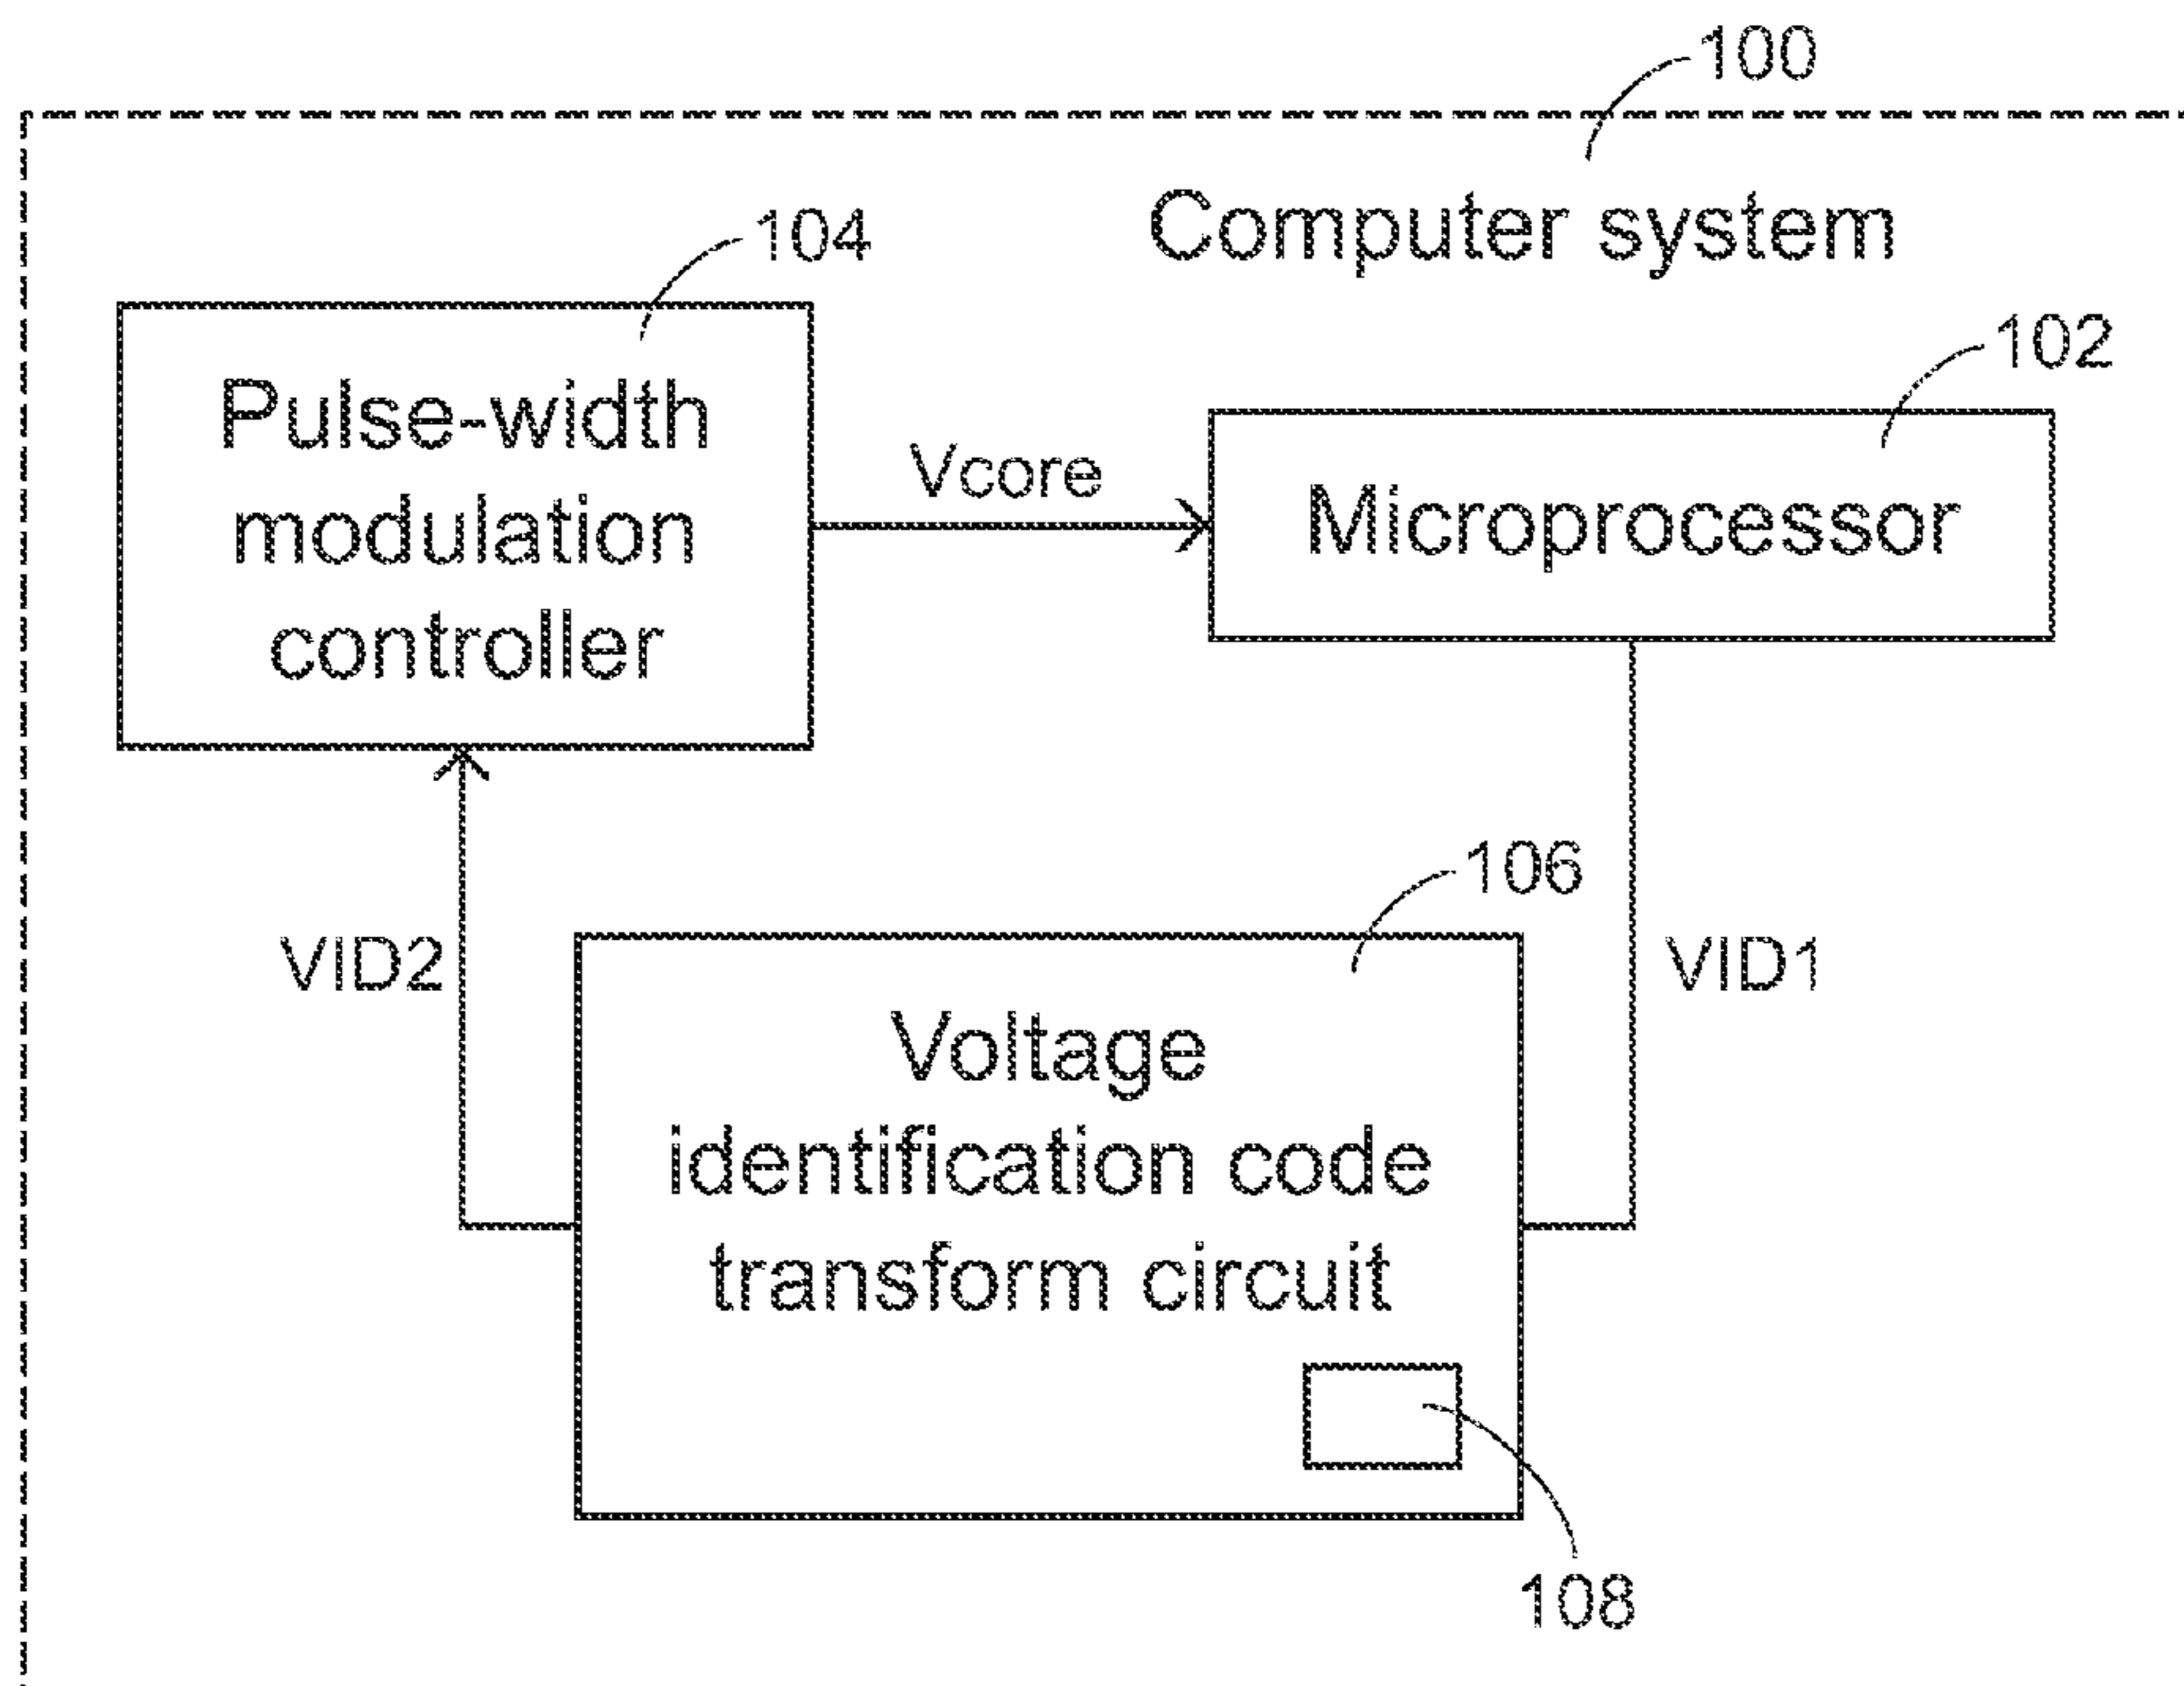 100
Computer system
104
102
Pulse-width
modulation
controller
Vcore
Microprocessor
106
VID2
VID1
Voltage
identification code
transform circuit
108